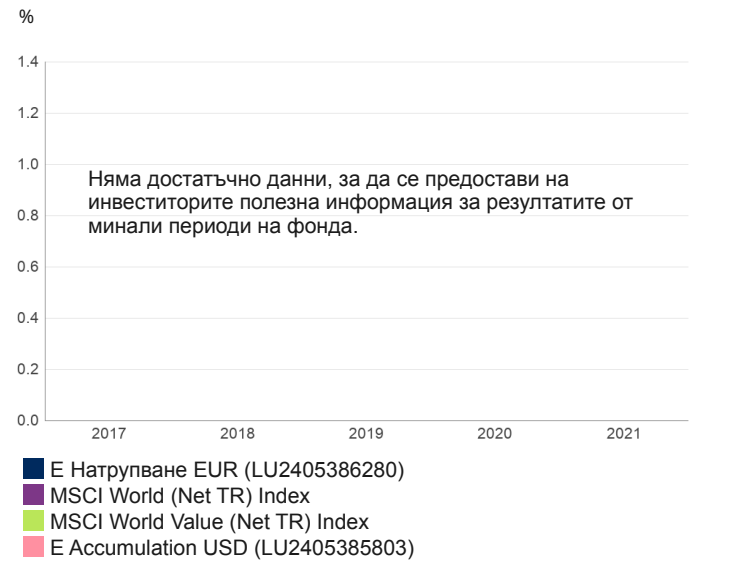 %
1.4
1.2
1.0
Няма достатъчно данни, за да се предостави на
инвеститорите полезна информация за резултатите от
0.8
минали периоди на фонда.
0.6
0.4
0.2
0.0
2017 2018 2019 2020 2021
Е Натрупване EUR (LU2405386280)
MSCI World (Net TR) Index
MSCI World Value (Net TR) Index
E Accumulation USD (LU2405385803)